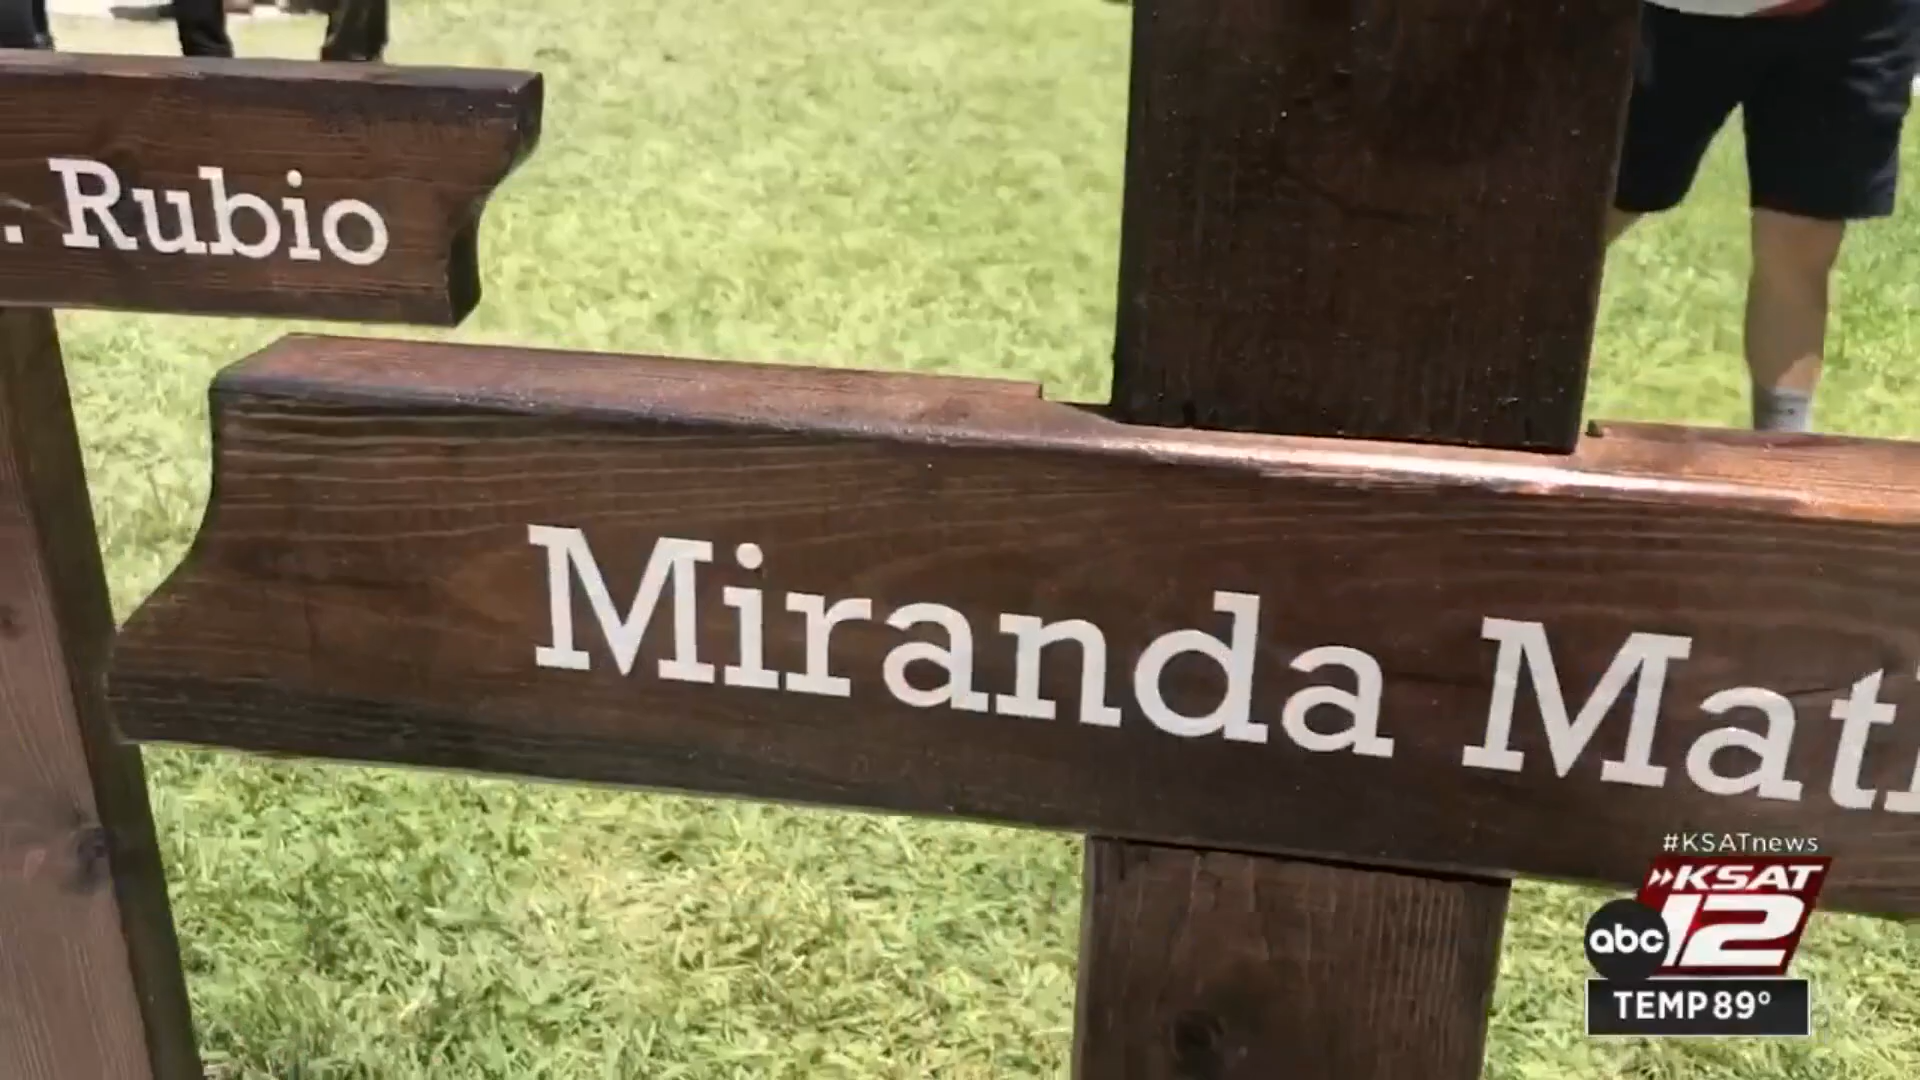 . Rubio
Miranda Mat
#KSATnews
KSAT
abc 12
TEMP 89°